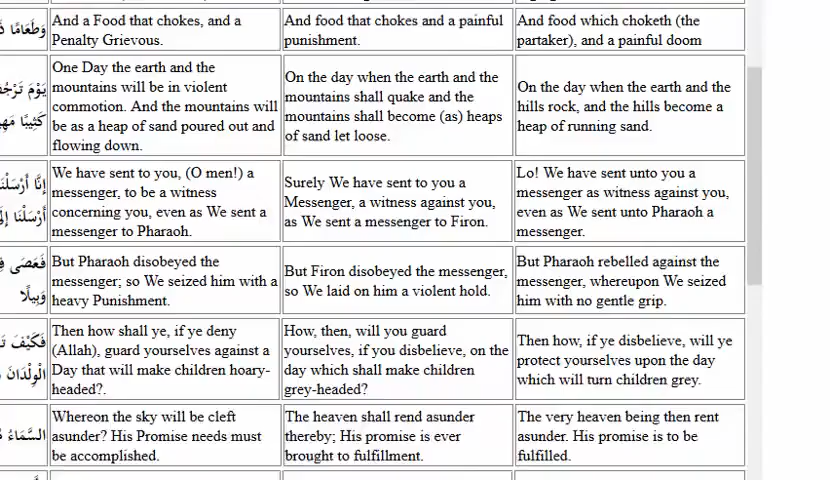 وَطَعَامًا
And a Food that chokes, and a
Penalty Grievous.
And food that chokes and a painful
punishment.
And food which choketh (the
partaker), and a painful doom
يَوْمَ
كَثِيبًا
One Day the earth and the
mountains will be in violent
commotion. And the mountains will
be as a heap of sand poured out and
flowing down.
On the day when the earth and the
mountains shall quake and the
mountains shall become (as) heaps
of sand let loose.
On the day when the earth and the
hills rock, and the hills become a
heap of running sand.
إِنَّا
أَرْسَلْنَا
We have sent to you, (O men!) a
messenger, to be a witness
concerning you, even as We sent a
messenger to Pharaoh.
Surely We have sent to you a
Messenger, a witness against you,
as We sent a messenger to Firon.
Lo! We have sent unto you a
messenger as witness against you,
even as We sent unto Pharaoh a
messenger.
فَعَصَى
وَبِيلًا
But Pharaoh disobeyed the
messenger; so We seized him with a
heavy Punishment.
But Firon disobeyed the messenger,
so We laid on him a violent hold.
But Pharaoh rebelled against the
messenger, whereupon We seized
him with no gentle grip.
فَكَيْفَ
الْوِلْدَانَ
Then how shall ye, if ye deny
(Allah), guard yourselves against a
Day that will make children hoary-
headed?.
How, then, will you guard
yourselves, if you disbelieve, on the
day which shall make children
grey-headed?
Then how, if ye disbelieve, will ye
protect yourselves upon the day
which will turn children grey.
السَّمَاءُ
Whereon the sky will be cleft
asunder? His Promise needs must
be accomplished.
The heaven shall rend asunder
thereby; His promise is ever
brought to fulfillment.
The very heaven being then rent
asunder. His promise is to be
fulfilled.